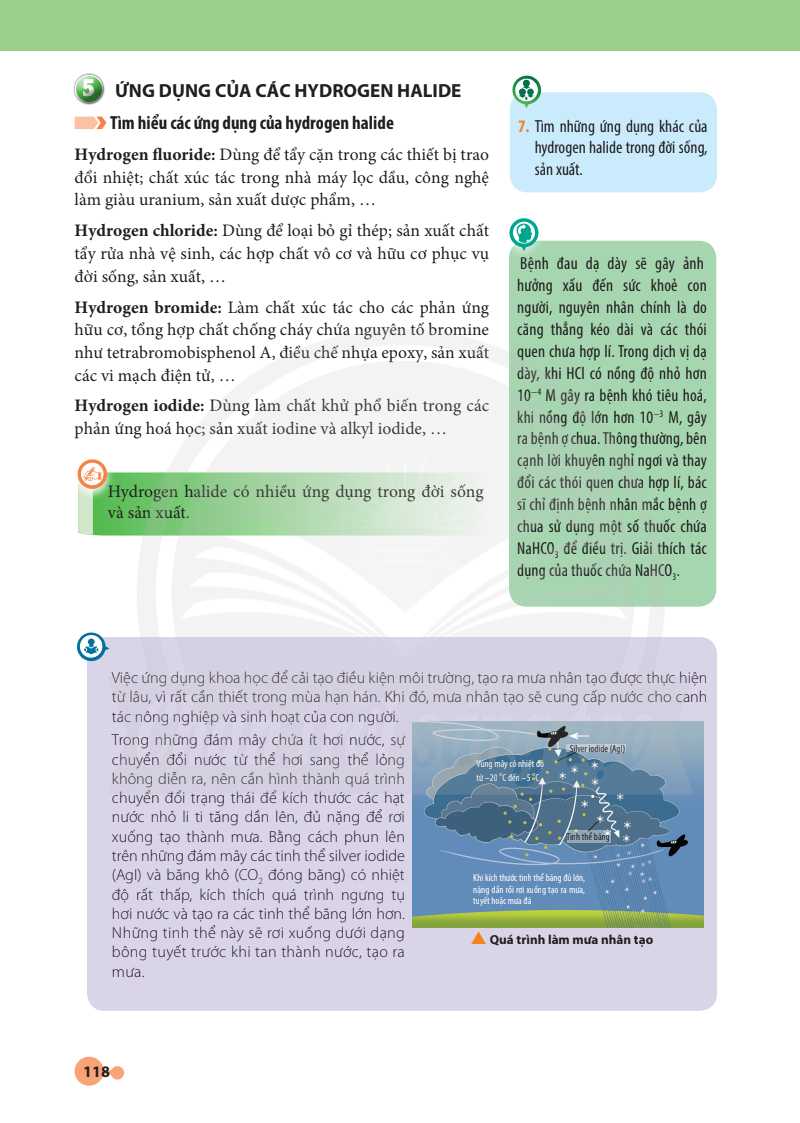 5 ỨNG DỤNG CỦA CÁC HYDROGEN HALIDE
Tìm hiểu các ứng dụng của hydrogen halide
Hydrogen fluoride: Dùng để tẩy cặn trong các thiết bị trao
đổi nhiệt; chất xúc tác trong nhà máy lọc dầu, công nghệ
làm giàu uranium, sản xuất dược phẩm, …
Hydrogen chloride: Dùng để loại bỏ gỉ thép; sản xuất chất
tẩy rửa nhà vệ sinh, các hợp chất vô cơ và hữu cơ phục vụ
đời sống, sản xuất, …
Hydrogen bromide: Làm chất xúc tác cho các phản ứng
hữu cơ, tổng hợp chất chống cháy chứa nguyên tố bromine
như tetrabromobisphenol A, điều chế nhựa epoxy, sản xuất
các vi mạch điện tử, …
Hydrogen iodide: Dùng làm chất khử phổ biến trong các
phản ứng hoá học; sản xuất iodine và alkyl iodide, …
Hydrogen halide có nhiều ứng dụng trong đời sống
và sản xuất.
7. Tìm những ứng dụng khác của
hydrogen halide trong đời sống,
sản xuất.
Bệnh đau dạ dày sẽ gây ảnh
hưởng xấu đến sức khoẻ con
người, nguyên nhân chính là do
căng thẳng kéo dài và các thói
quen chưa hợp lí. Trong dịch vị dạ
dày, khi HCl có nồng độ nhỏ hơn
10⁻⁴ M gây ra bệnh khó tiêu hoá,
khi nồng độ lớn hơn 10⁻³ M, gây
ra bệnh ợ chua. Thông thường, bên
cạnh lời khuyên nghỉ ngơi và thay
đổi các thói quen chưa hợp lí, bác
sĩ chỉ định bệnh nhân mắc bệnh ợ
chua sử dụng một số thuốc chứa
NaHCO₃ để điều trị. Giải thích tác
dụng của thuốc chứa NaHCO₃.
Việc ứng dụng khoa học để cải tạo điều kiện môi trường, tạo ra mưa nhân tạo được thực hiện
từ lâu, vì rất cần thiết trong mùa hạn hán. Khi đó, mưa nhân tạo sẽ cung cấp nước cho canh
tác nông nghiệp và sinh hoạt của con người.
Trong những đám mây chứa ít hơi nước, sự
chuyển đổi nước từ thể hơi sang thể lỏng
không diễn ra, nên cần hình thành quá trình
chuyển đổi trạng thái để kích thước các hạt
nước nhỏ li ti tăng dần lên, đủ nặng để rơi
xuống tạo thành mưa. Bằng cách phun lên
trên những đám mây các tinh thể silver iodide
(AgI) và băng khô (CO₂ đóng băng) có nhiệt
độ rất thấp, kích thích quá trình ngưng tụ
hơi nước và tạo ra các tinh thể băng lớn hơn.
Những tinh thể này sẽ rơi xuống dưới dạng
bông tuyết trước khi tan thành nước, tạo ra
mưa.
Silver iodide (AgI)
Vùng mây có nhiệt độ
từ –20 °C đến –5 °C
Tinh thể băng
Khi kích thước tinh thể băng đủ lớn,
nặng dần rồi rơi xuống tạo ra mưa,
tuyết hoặc mưa đá
Quá trình làm mưa nhân tạo
118